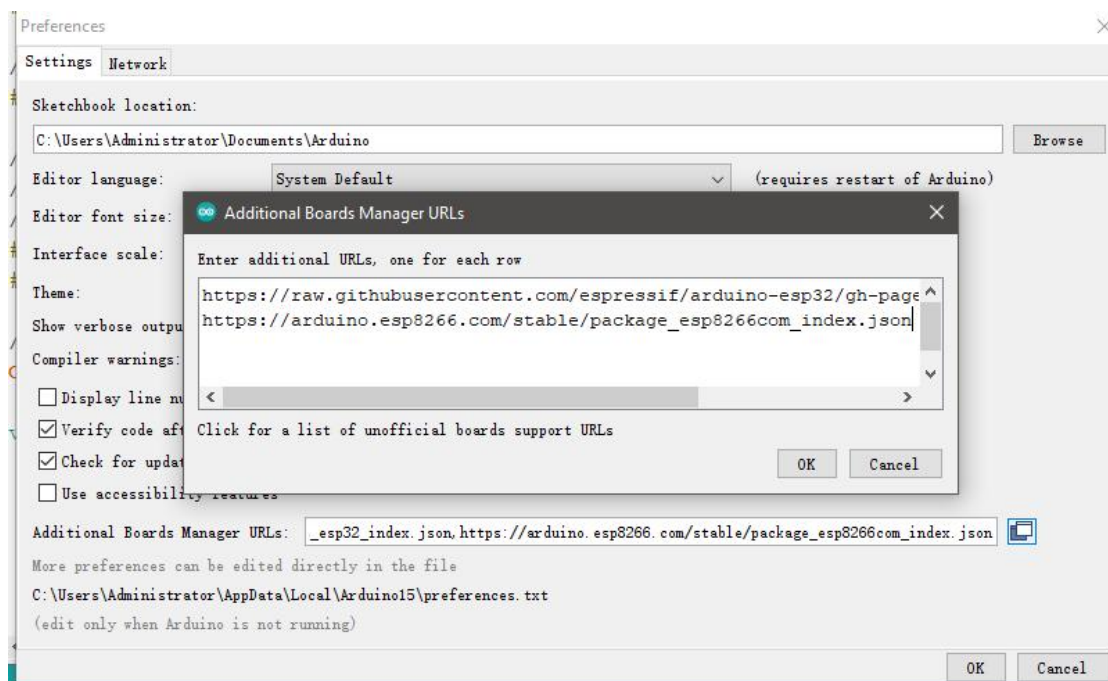 Preferences
Settings Network
Sketchbook location:
C:\Users\Administrator\Documents\Arduino Browse
Editor language: System Default (requires restart of Arduino)
Editor font size:
Interface scale:
Theme:
Show verbose outpu
Compiler warnings:
Display line nu
Verify code aft
Check for updat
Use accessibility features
Additional Boards Manager URLs
Enter additional URLs, one for each row
https://raw.githubusercontent.com/espressif/arduino-esp32/gh-page
https://arduino.esp8266.com/stable/package_esp8266com_index.json
Click for a list of unofficial boards support URLs
OK Cancel
Additional Boards Manager URLs: _esp32_index.json,https://arduino.esp8266.com/stable/package_esp8266com_index.json
More preferences can be edited directly in the file
C:\Users\Administrator\AppData\Local\Arduino15\preferences.txt
(edit only when Arduino is not running)
OK Cancel